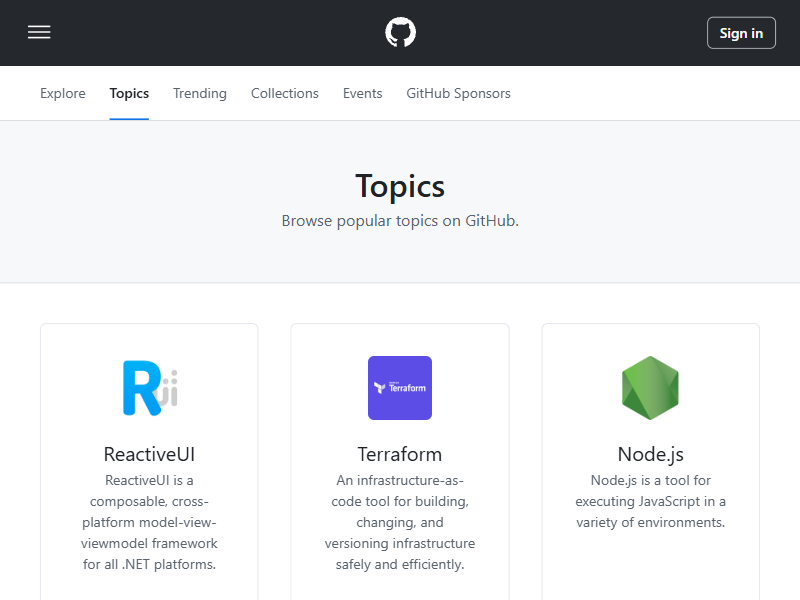 Sign in
Explore Topics Trending Collections Events GitHub Sponsors
Topics
Browse popular topics on GitHub.
Rui
Terraform
ReactiveUI
ReactiveUI is a
composable, cross-
platform model-view-
viewmodel framework
for all .NET platforms.
Terraform
An infrastructure-as-
code tool for building,
changing, and
versioning infrastructure
safely and efficiently.
Node.js
Node.js is a tool for
executing JavaScript in a
variety of environments.